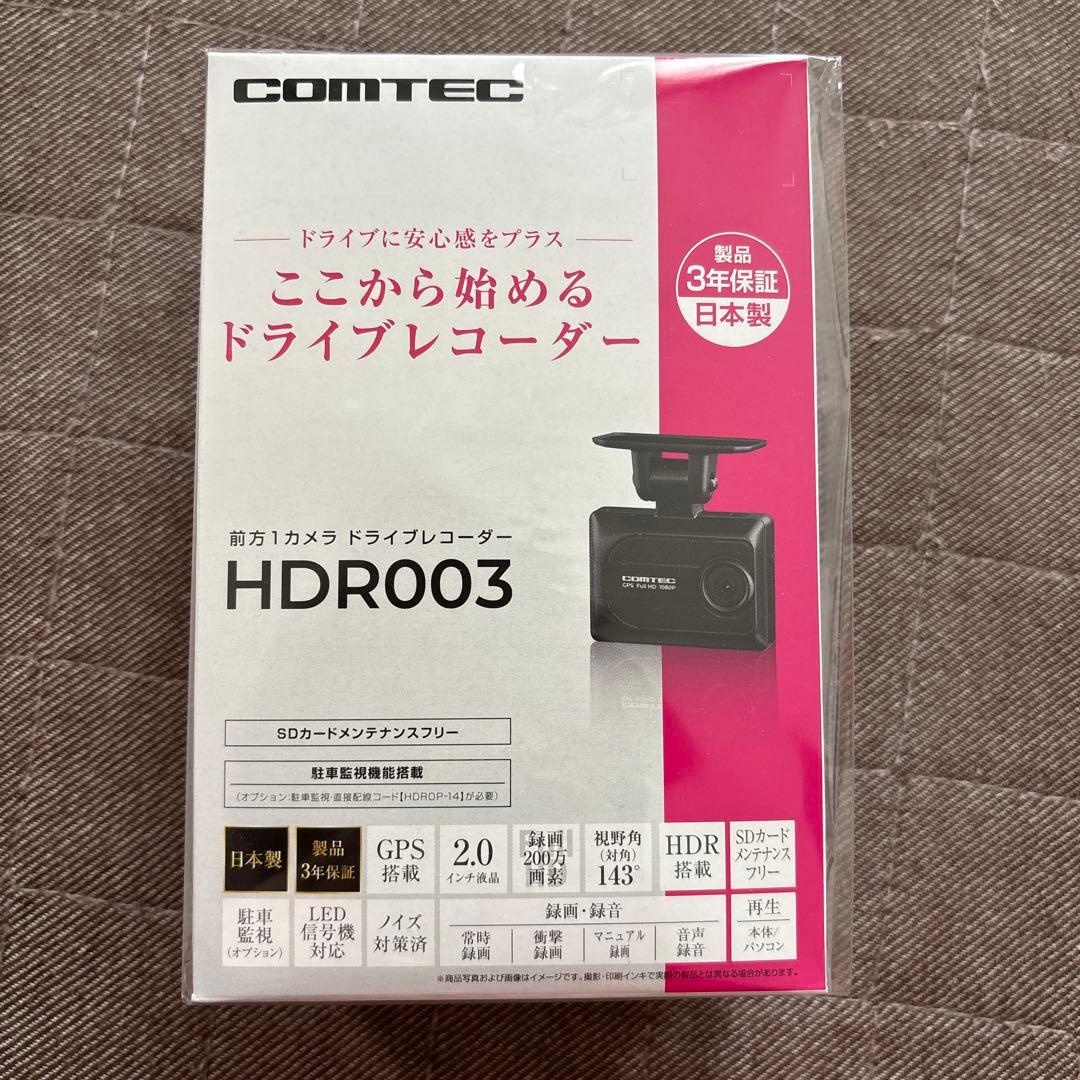 COMTEC
ドライブに安心感をプラス
ここから始める
ドライブレコーダー
製品
3年保証
日本製
前方1カメラ ドライブレコーダー
HDR003
COMTEC
GPS Full HD 1080P
SDカードメンテナンスフリー
駐車監視機能搭載
(オプション:駐車監視・直接配線コード【HDROP-14】が必要)
日本製
製品
3年保証
GPS
搭載
2.0
インチ液晶
録画
200万
画素
視野角
(対角)
143°
HDR
搭載
SDカード
メンテナンス
フリー
駐車
監視
(オプション)
LED
信号機
対応
ノイズ
対策済
録画・録音
常時
録画
衝撃
録画
マニュアル
録画
音声
録音
再生
本体/
パソコン
※商品写真および画像はイメージです。撮影・印刷インキで実際の製品とは異なる場合があります。